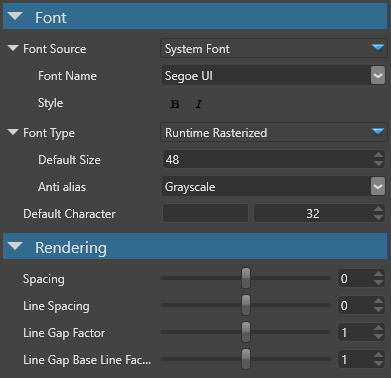 Font
Font Source System Font
Font Name Segoe UI
Style B I
Font Type Runtime Rasterized
Default Size 48
Anti alias Grayscale
Default Character 32
Rendering
Spacing 0
Line Spacing 0
Line Gap Factor 1
Line Gap Base Line Fac... 1